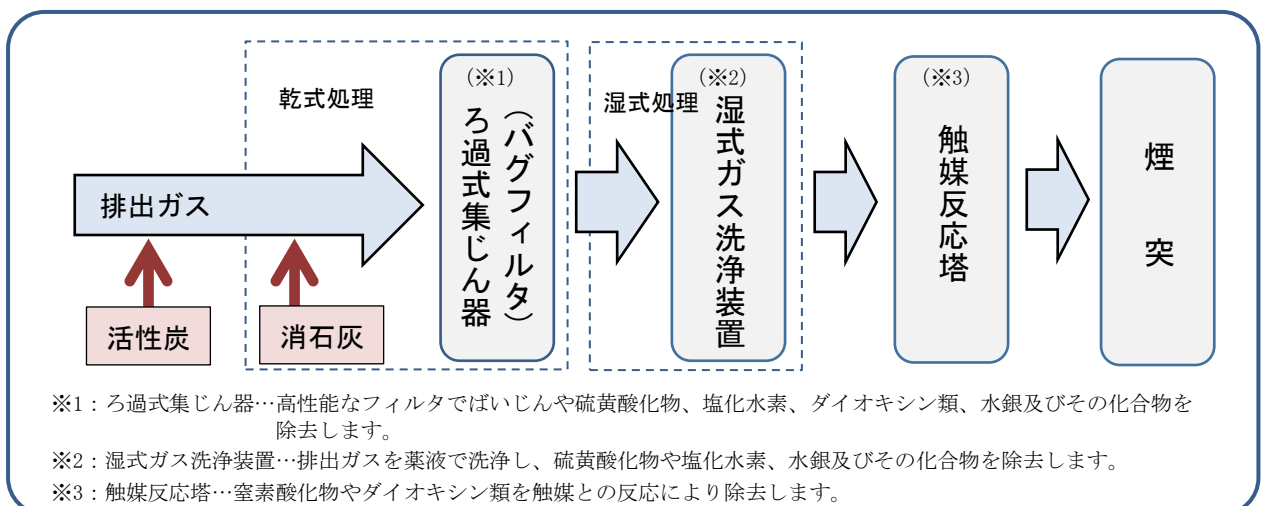 乾式処理
排出ガス
活性炭
消石灰
(※1)
ろ過式集じん器
(バグフィルタ)
湿式処理
(※2)
湿式ガス洗浄装置
(※3)
触媒反応塔
煙突
※1：ろ過式集じん器…高性能なフィルタでばいじんや硫黄酸化物、塩化水素、ダイオキシン類、水銀及びその化合物を
除去します。
※2：湿式ガス洗浄装置…排出ガスを薬液で洗浄し、硫黄酸化物や塩化水素、水銀及びその化合物を除去します。
※3：触媒反応塔…窒素酸化物やダイオキシン類を触媒との反応により除去します。